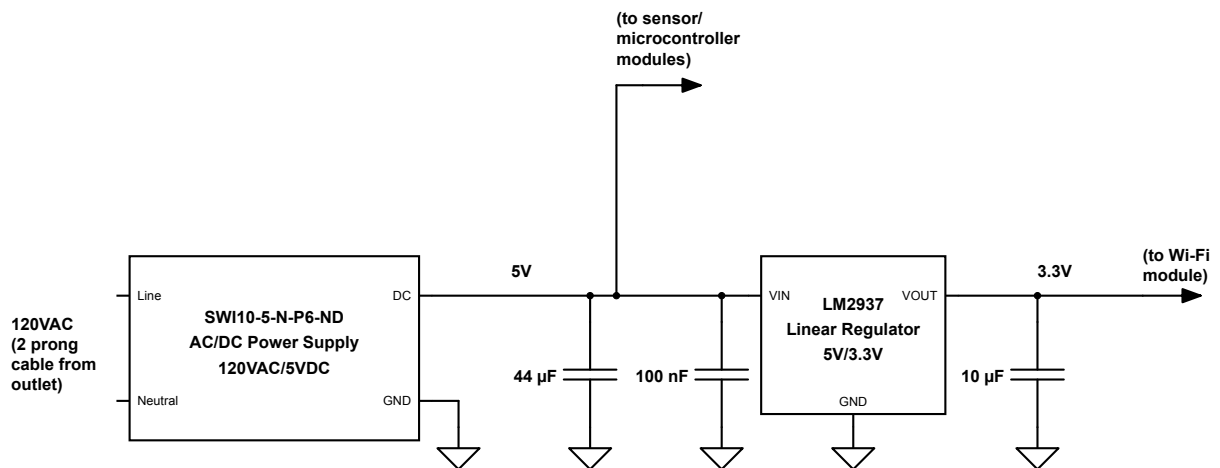 (to sensor/
microcontroller
modules)
120VAC
(2 prong
cable from
outlet)
Line
Neutral
SWI10-5-N-P6-ND
AC/DC Power Supply
120VAC/5VDC
DC
GND
5V
44 µF
100 nF
VIN
LM2937
Linear Regulator
5V/3.3V
VOUT
GND
3.3V
10 µF
(to Wi-Fi
module)